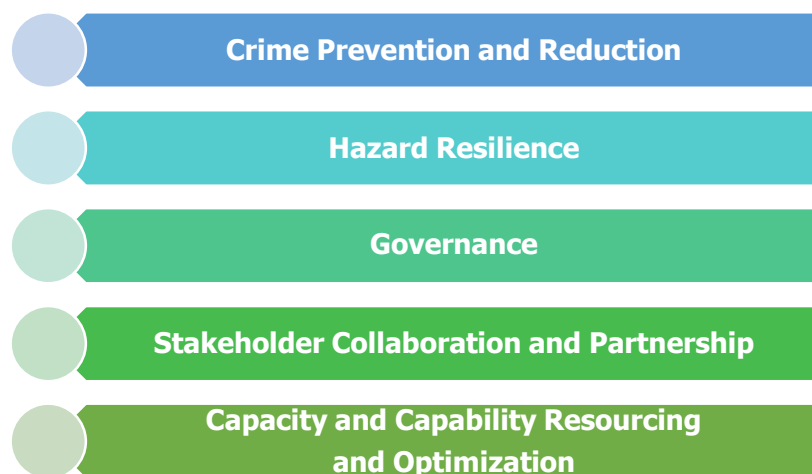 Crime Prevention and Reduction
Hazard Resilience
Governance
Stakeholder Collaboration and Partnership
Capacity and Capability Resourcing
and Optimization